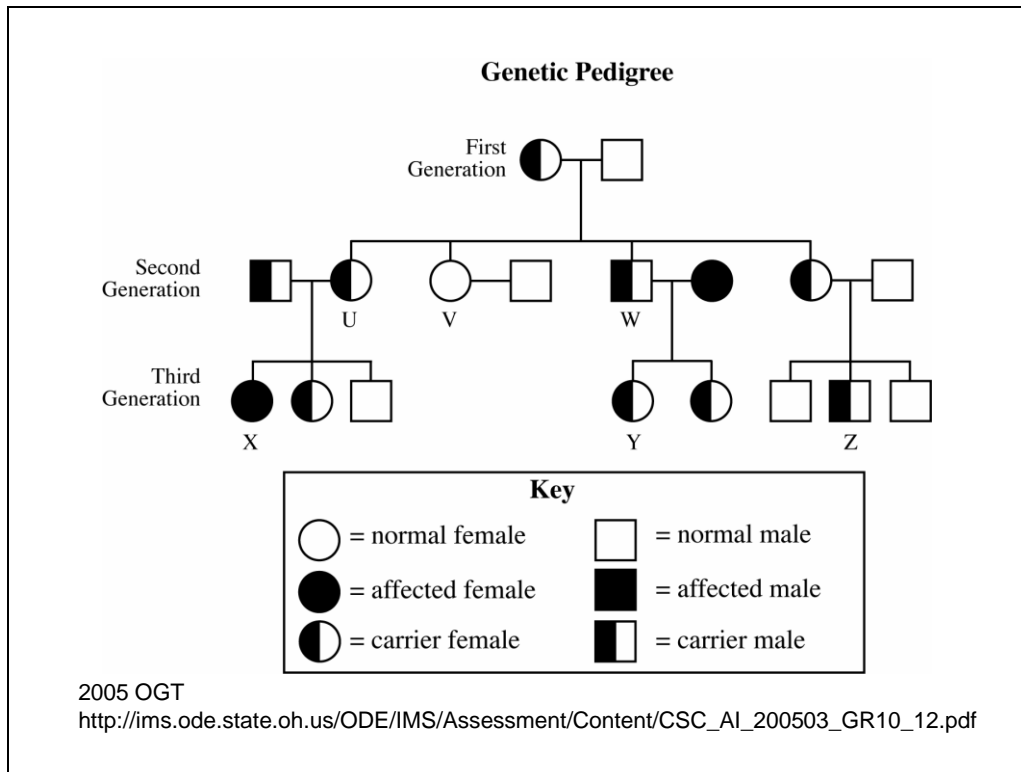 Genetic Pedigree
First
Generation
Second
Generation
U
V
W
Third
Generation
X
Y
Z
Key
= normal female
= normal male
= affected female
= affected male
= carrier female
= carrier male
2005 OGT
http://ims.ode.state.oh.us/ODE/IMS/Assessment/Content/CSC_AI_200503_GR10_12.pdf